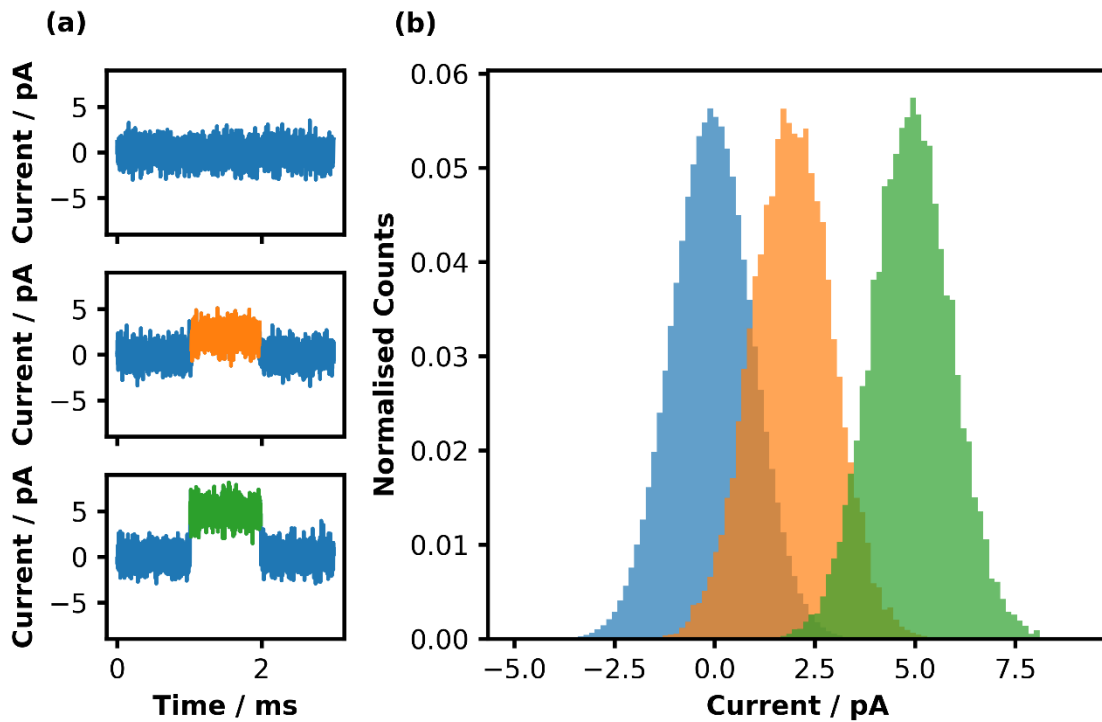 (a)
Current / pA
5
0
−5
Current / pA
5
0
−5
Current / pA
5
0
−5
0 2
Time / ms
(b)
Normalised Counts
0.06
0.05
0.04
0.03
0.02
0.01
0.00
−5.0 −2.5 0.0 2.5 5.0 7.5
Current / pA